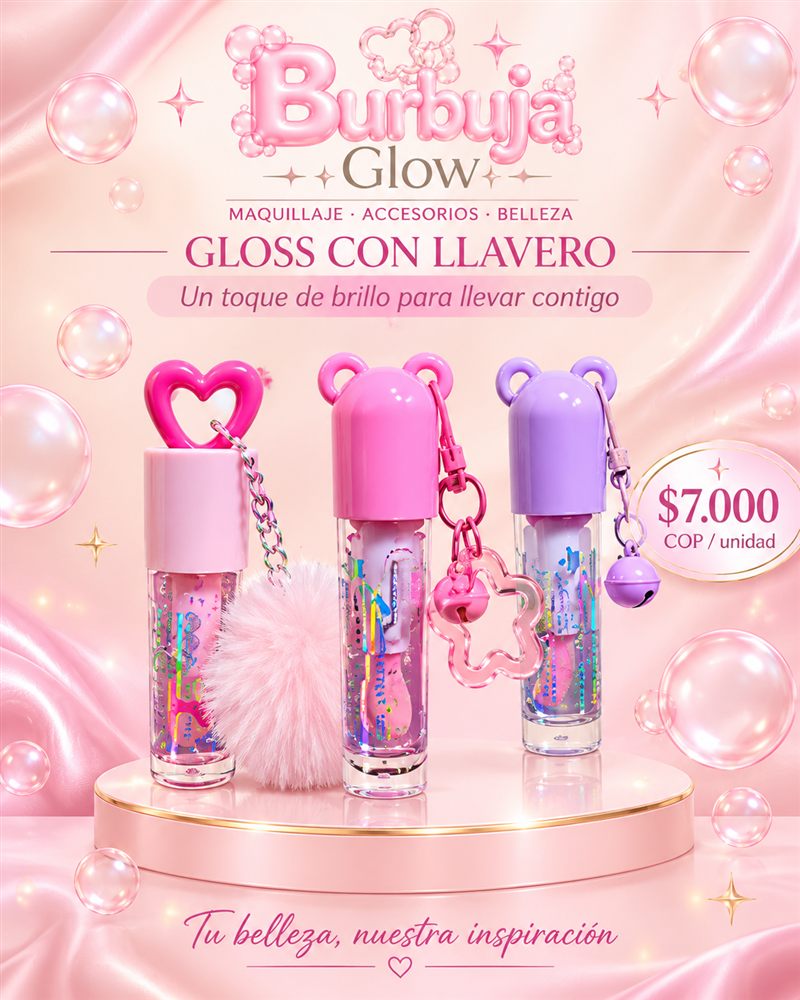 Burbuja
Glow
MAQUILLAJE · ACCESORIOS · BELLEZA
GLOSS CON LLAVERO
Un toque de brillo para llevar contigo
$7.000
COP / unidad
Tu belleza, nuestra inspiración